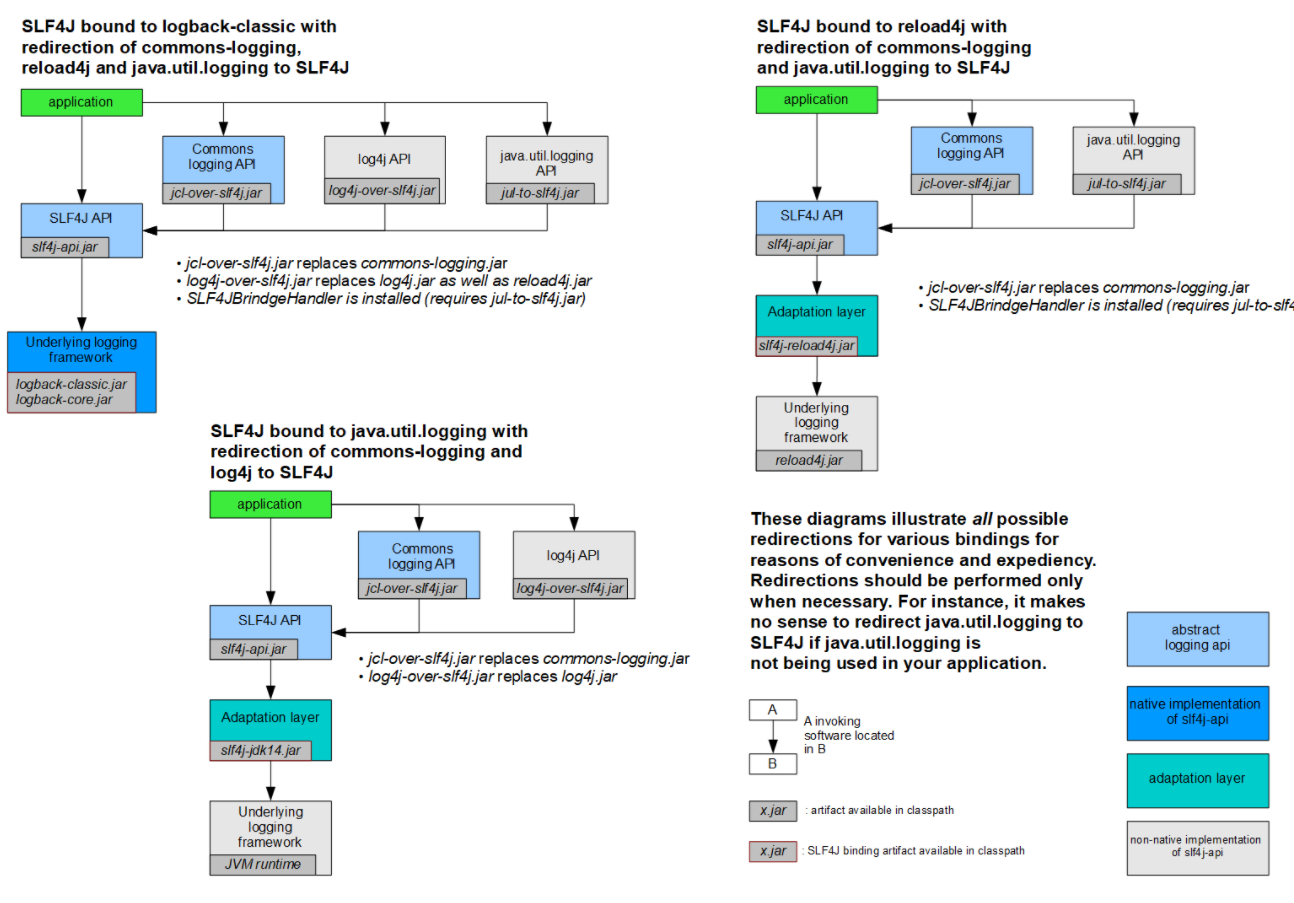 SLF4J bound to logback-classic with
redirection of commons-logging,
reload4j and java.util.logging to SLF4J
application
Commons
logging API
jcl-over-slf4j.jar
log4j API
log4j-over-slf4j.jar
java.util.logging
API
jul-to-slf4j.jar
SLF4J API
slf4j-api.jar
• jcl-over-slf4j.jar replaces commons-logging.jar
• log4j-over-slf4j.jar replaces log4j.jar as well as reload4j.jar
• SLF4JBrindgeHandler is installed (requires jul-to-slf4j.jar)
Underlying logging
framework
logback-classic.jar
logback-core.jar
SLF4J bound to reload4j with
redirection of commons-logging
and java.util.logging to SLF4J
application
Commons
logging API
jcl-over-slf4j.jar
java.util.logging
API
jul-to-slf4j.jar
SLF4J API
slf4j-api.jar
• jcl-over-slf4j.jar replaces commons-logging.jar
• SLF4JBrindgeHandler is installed (requires jul-to-slf4
Adaptation layer
slf4j-reload4j.jar
Underlying
logging
framework
reload4j.jar
SLF4J bound to java.util.logging with
redirection of commons-logging and
log4j to SLF4J
application
Commons
logging API
jcl-over-slf4j.jar
log4j API
log4j-over-slf4j.jar
SLF4J API
slf4j-api.jar
• jcl-over-slf4j.jar replaces commons-logging.jar
• log4j-over-slf4j.jar replaces log4j.jar
Adaptation layer
slf4j-jdk14.jar
Underlying
logging
framework
JVM runtime
These diagrams illustrate all possible
redirections for various bindings for
reasons of convenience and expediency.
Redirections should be performed only
when necessary. For instance, it makes
no sense to redirect java.util.logging to
SLF4J if java.util.logging is
not being used in your application.
A
B
A invoking
software located
in B
x.jar : artifact available in classpath
x.jar : SLF4J binding artifact available in classpath
abstract
logging api
native implementation
of slf4j-api
adaptation layer
non-native implementation
of slf4j-api